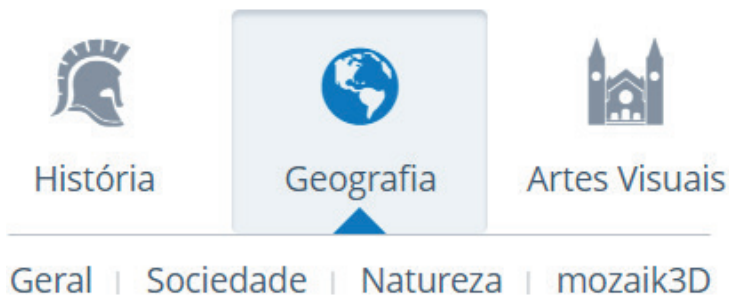 História Geografia Artes Visuais
Geral | Sociedade | Natureza | mozaik3D